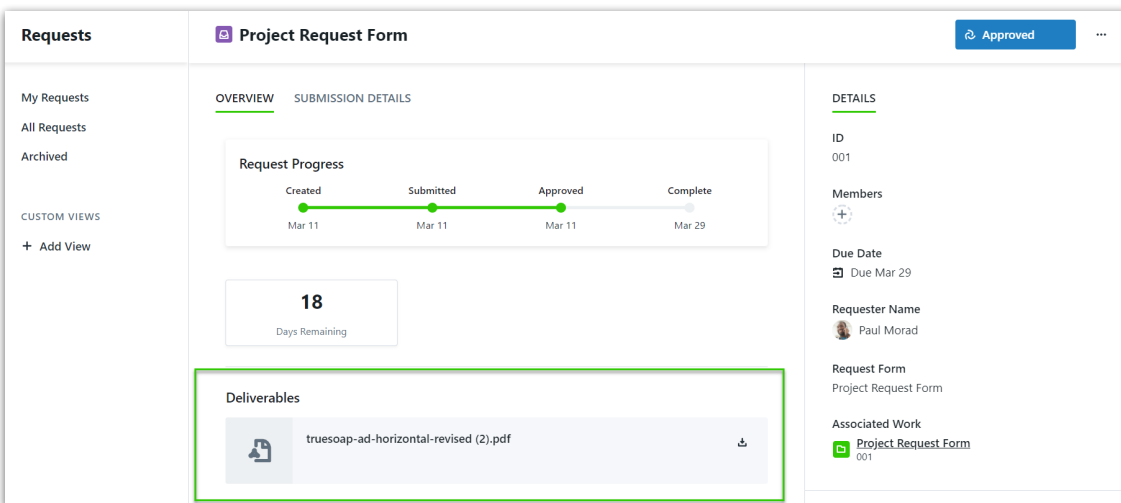 Requests
My Requests
All Requests
Archived
CUSTOM VIEWS
+ Add View
Project Request Form
Approved
...
OVERVIEW SUBMISSION DETAILS
Request Progress
Created Submitted Approved Complete
Mar 11 Mar 11 Mar 11 Mar 29
18
Days Remaining
Deliverables
truesoap-ad-horizontal-revised (2).pdf
DETAILS
ID
001
Members
+
Due Date
Due Mar 29
Requester Name
Paul Morad
Request Form
Project Request Form
Associated Work
Project Request Form
001